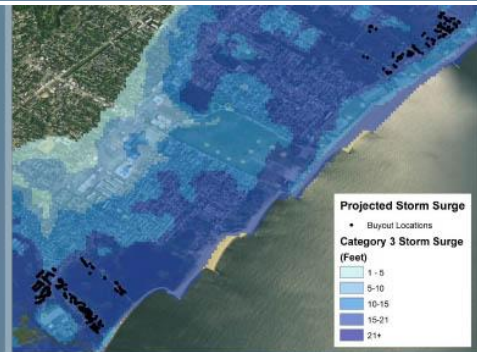 Projected Storm Surge
Buyout Locations
Category 3 Storm Surge
(Feet)
1 - 5
5-10
10-15
15-21
21+